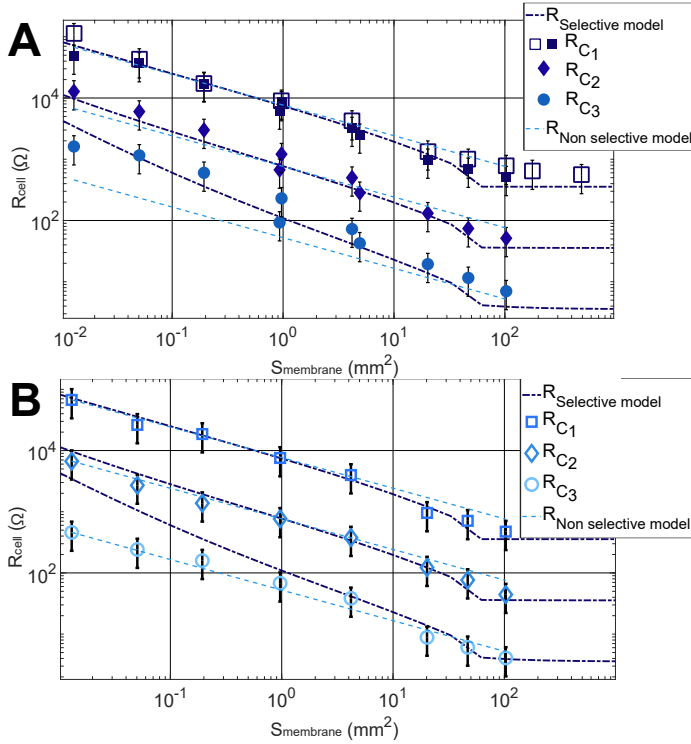 A
R_Selective model
R_C1
R_C2
R_C3
R_Non selective model
R_cell (Ω)
10^4
10^2
10^-2
10^-1
10^0
10^1
10^2
S_membrane (mm^2)
B
R_Selective model
R_C1
R_C2
R_C3
R_Non selective model
R_cell (Ω)
10^4
10^2
10^-1
10^0
10^1
10^2
S_membrane (mm^2)